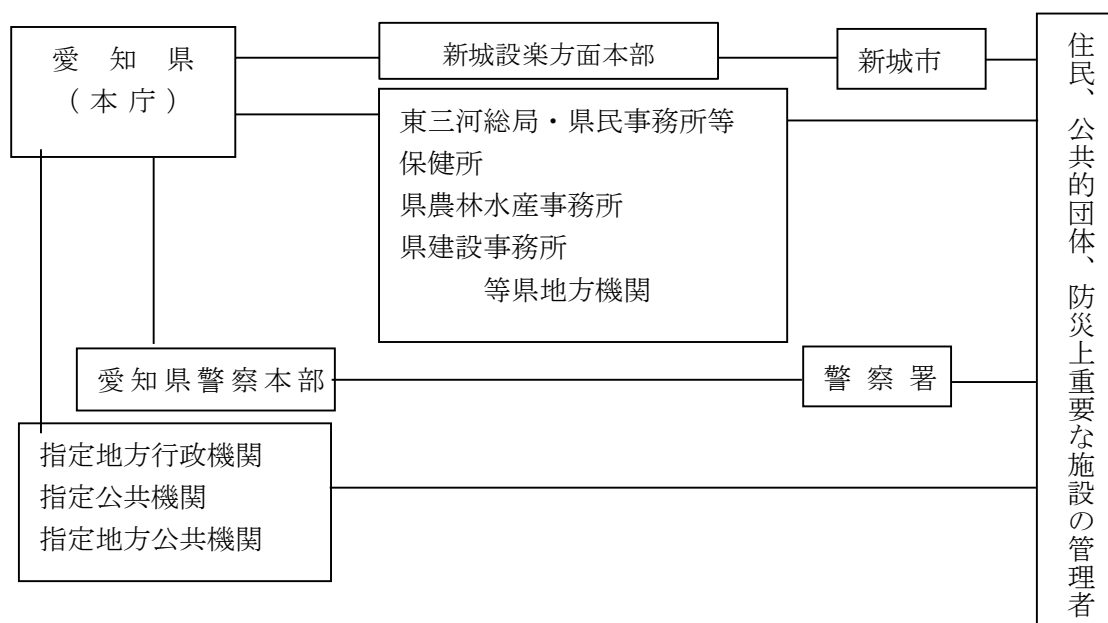 愛知県
(本庁)
新城設楽方面本部
新城市
東三河総局・県民事務所等
保健所
県農林水産事務所
県建設事務所
等県地方機関
愛知県警察本部
警察署
指定地方行政機関
指定公共機関
指定地方公共機関
住民、公共的団体、防災上重要な施設の管理者